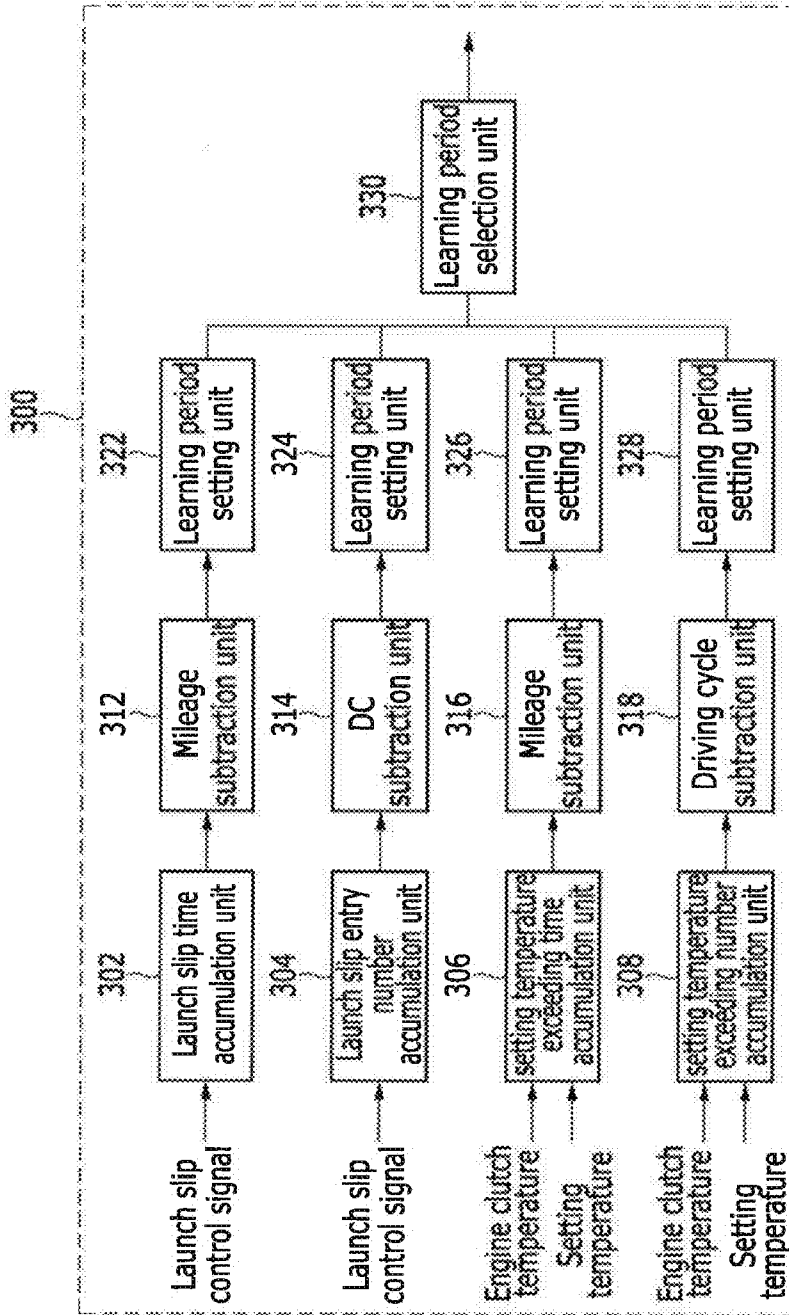 300
Launch slip
control signal
302
Launch slip time
accumulation unit
312
Mileage
subtraction unit
322
Learning period
setting unit
Launch slip
control signal
304
Launch slip entry
number
accumulation unit
314
DC
subtraction unit
324
Learning period
setting unit
330
Learning period
selection unit
Engine clutch
temperature
Setting
temperature
306
setting temperature
exceeding time
accumulation unit
316
Mileage
subtraction unit
326
Learning period
setting unit
Engine clutch
temperature
Setting
temperature
308
setting temperature
exceeding number
accumulation unit
318
Driving cycle
subtraction unit
328
Learning period
setting unit